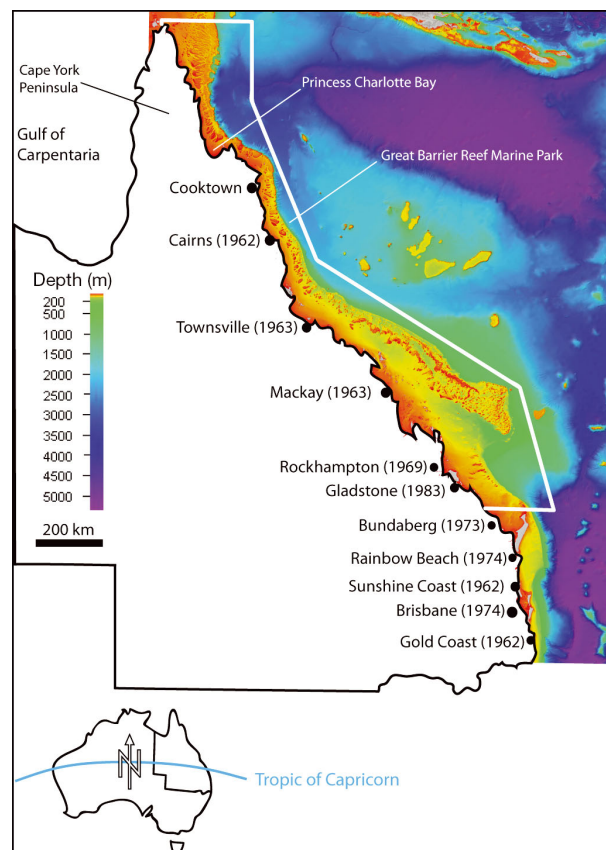 Cape York
Peninsula
Princess Charlotte Bay
Gulf of
Carpentaria
Great Barrier Reef Marine Park
Cooktown
Cairns (1962)
Depth (m)
200
500
1000
1500
2000
2500
3000
3500
4000
4500
5000
200 km
Townsville (1963)
Mackay (1963)
Rockhampton (1969)
Gladstone (1983)
Bundaberg (1973)
Rainbow Beach (1974)
Sunshine Coast (1962)
Brisbane (1974)
Gold Coast (1962)
N
Tropic of Capricorn